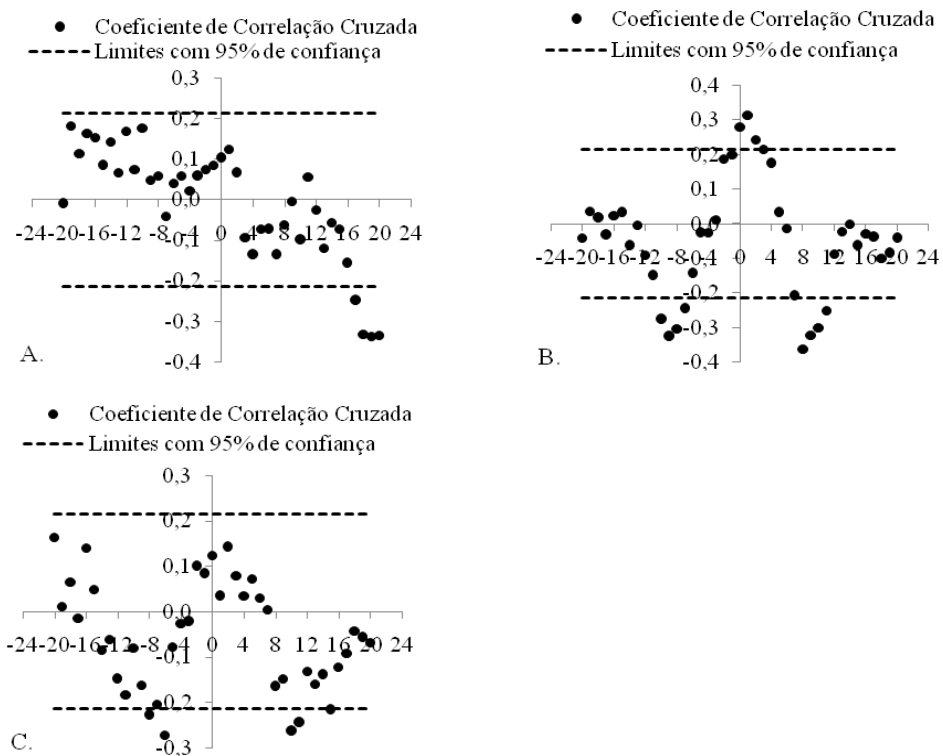 Coeficiente de Correlação Cruzada
Limites com 95% de confiança
0,3
0,2
0,1
0,0
-24 -20 -16 -12 -8 -4 0 4 8 12 16 20 24
-0,1
-0,2
-0,3
-0,4
A.
Coeficiente de Correlação Cruzada
Limites com 95% de confiança
0,4
0,3
0,2
0,1
0,0
-24 -20 -16 -12 -8 -4 0 4 8 12 16 20 24
-0,1
-0,2
-0,3
-0,4
B.
Coeficiente de Correlação Cruzada
Limites com 95% de confiança
0,3
0,2
0,1
0,0
-24 -20 -16 -12 -8 -4 0 4 8 12 16 20 24
-0,1
-0,2
-0,3
C.